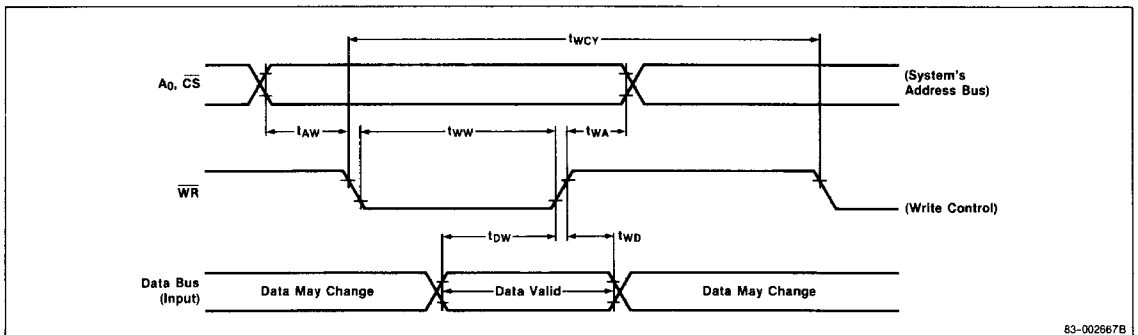 tWCY
A0, CS
(System's
Address Bus)
tAW
tWW
tWA
WR
(Write Control)
tDW
tWD
Data Bus
(Input)
Data May Change
Data Valid
Data May Change
83-002667B